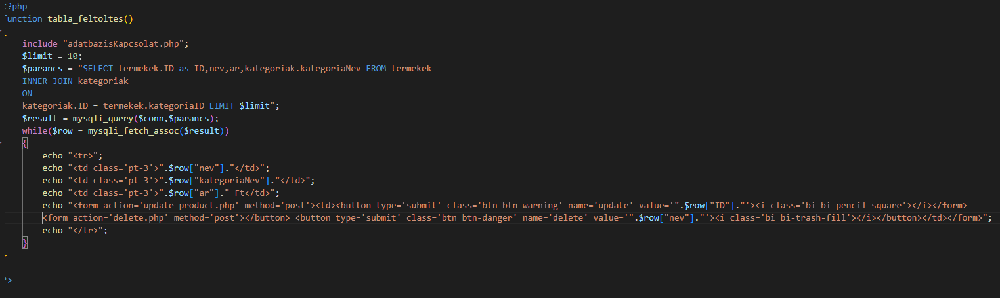 ?php
function tabla_feltoltes()
include "adatbazisKapcsolat.php";
$limit = 10;
$parancs = "SELECT termekek.ID as ID,nev,ar,kategoriak.kategoriaNev FROM termekek
INNER JOIN kategoriak
ON
kategoriak.ID = termekek.kategoriaID LIMIT $limit";
$result = mysqli_query($conn,$parancs);
while($row = mysqli_fetch_assoc($result))
{
echo "<tr>";
echo "<td class='pt-3'>".$row["nev"]."</td>";
echo "<td class='pt-3'>".$row["kategoriaNev"]."</td>";
echo "<td class='pt-3'>".$row["ar"]." Ft</td>";
echo "<form action='update_product.php' method='post'><td><button type='submit' class='btn btn-warning' name='update' value='".$row["ID"]."'><i class='bi bi-pencil-square'></i></form>
<form action='delete.php' method='post'></button> <button type='submit' class='btn btn-danger' name='delete' value='".$row["nev"]."'><i class='bi bi-trash-fill'></i></button></td></form>";
echo "</tr>";
}
?>